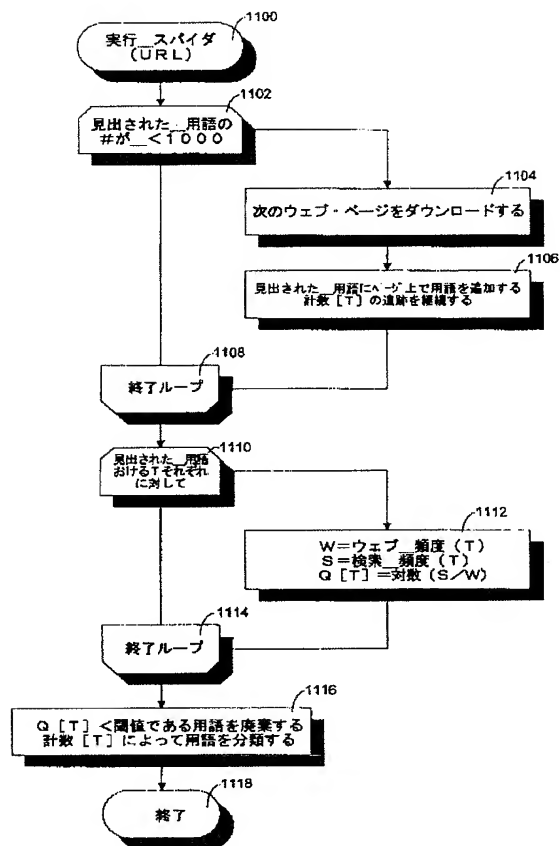 1100
実行__スパイダ
(URL)
1102
見出された__用語の
#が__<1000
1104
次のウェブ・ページをダウンロードする
1106
見出された__用語にページ上で用語を追加する
計数[T]の追跡を継続する
1108
終了ループ
1110
見出された__用語
おけるTそれぞれ
に対して
1112
W=ウェブ__頻度(T)
S=検索__頻度(T)
Q[T]=対数(S/W)
1114
終了ループ
1116
Q[T]<閾値である用語を廃棄する
計数[T]によって用語を分類する
1118
終了